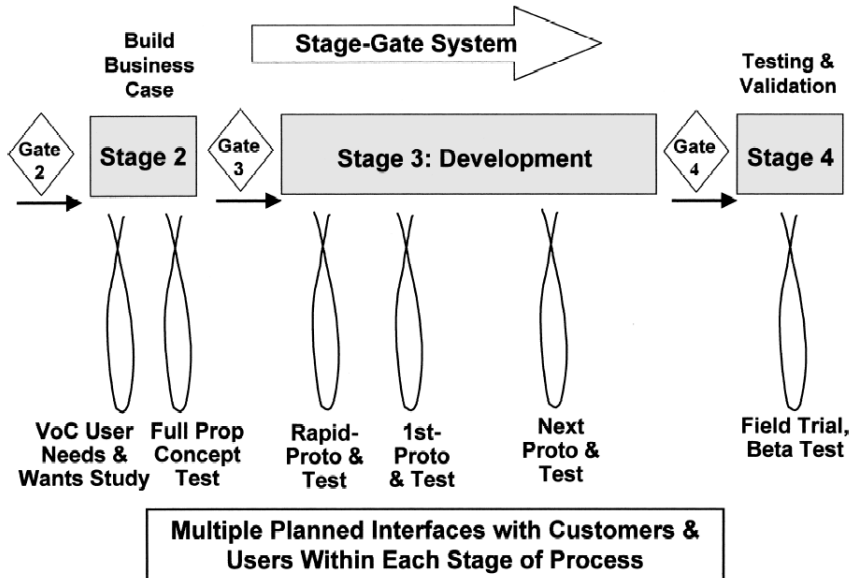 Build
Business
Case
Stage-Gate System
Testing &
Validation
Gate
2
Stage 2
Gate
3
Stage 3: Development
Gate
4
Stage 4
VoC User
Needs &
Wants Study
Full Prop
Concept
Test
Rapid-
Proto &
Test
1st-
Proto
& Test
Next
Proto &
Test
Field Trial,
Beta Test
Multiple Planned Interfaces with Customers &
Users Within Each Stage of Process